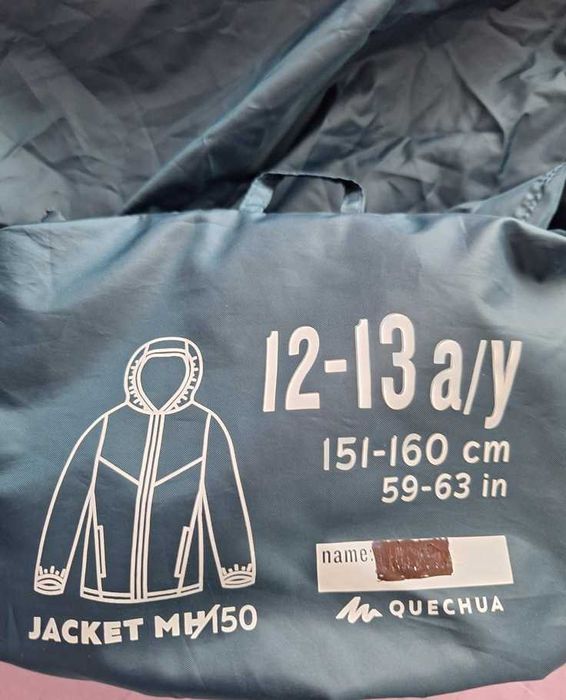 12-13 a/y
151-160 cm
59-63 in
name:
QUECHUA
JACKET MH150